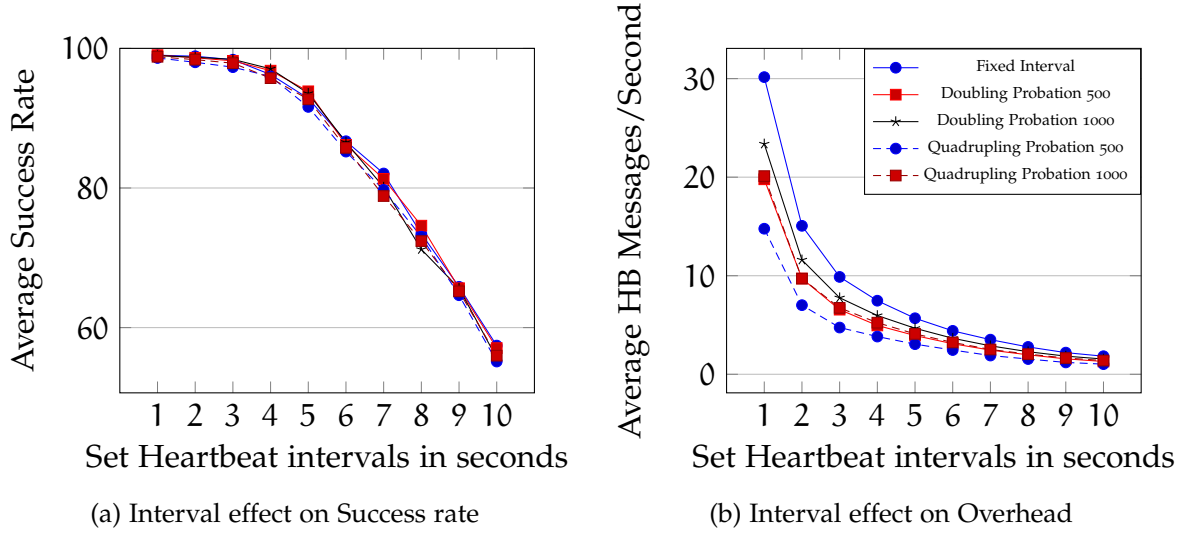 100
80
60
Average Success Rate
1 2 3 4 5 6 7 8 9 10
Set Heartbeat intervals in seconds
(a) Interval effect on Success rate
30
20
10
0
Average HB Messages/Second
Fixed Interval
Doubling Probation 500
Doubling Probation 1000
Quadrupling Probation 500
Quadrupling Probation 1000
1 2 3 4 5 6 7 8 9 10
Set Heartbeat intervals in seconds
(b) Interval effect on Overhead